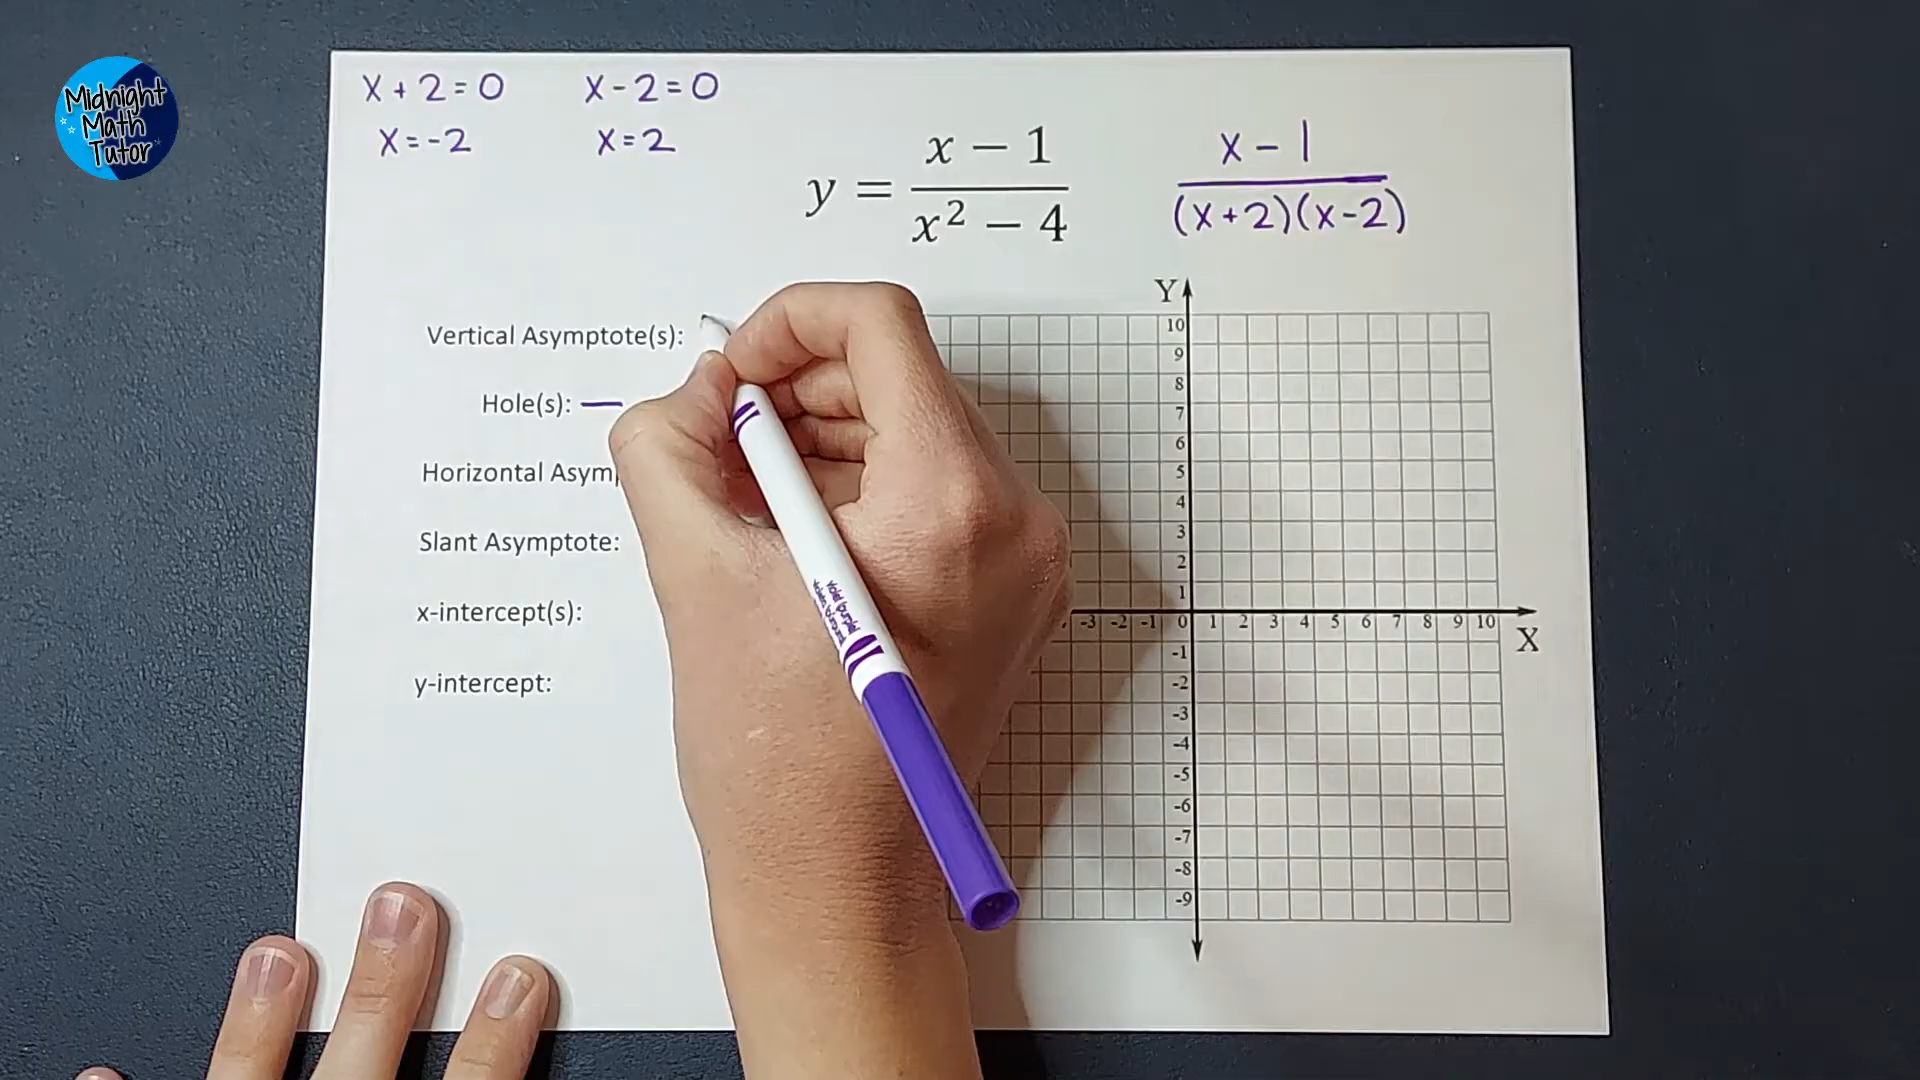 Midnight
Math
Tutor
x + 2 = 0
x = -2
x - 2 = 0
x = 2
y = (x − 1)/(x² − 4)
x - 1
(x+2)(x-2)
Vertical Asymptote(s):
Hole(s): —
Horizontal Asymp
Slant Asymptote:
x-intercept(s):
y-intercept:
Y
10
9
8
7
6
5
4
3
2
1
-3 -2 -1 0 1 2 3 4 5 6 7 8 9 10
X
-1
-2
-3
-4
-5
-6
-7
-8
-9